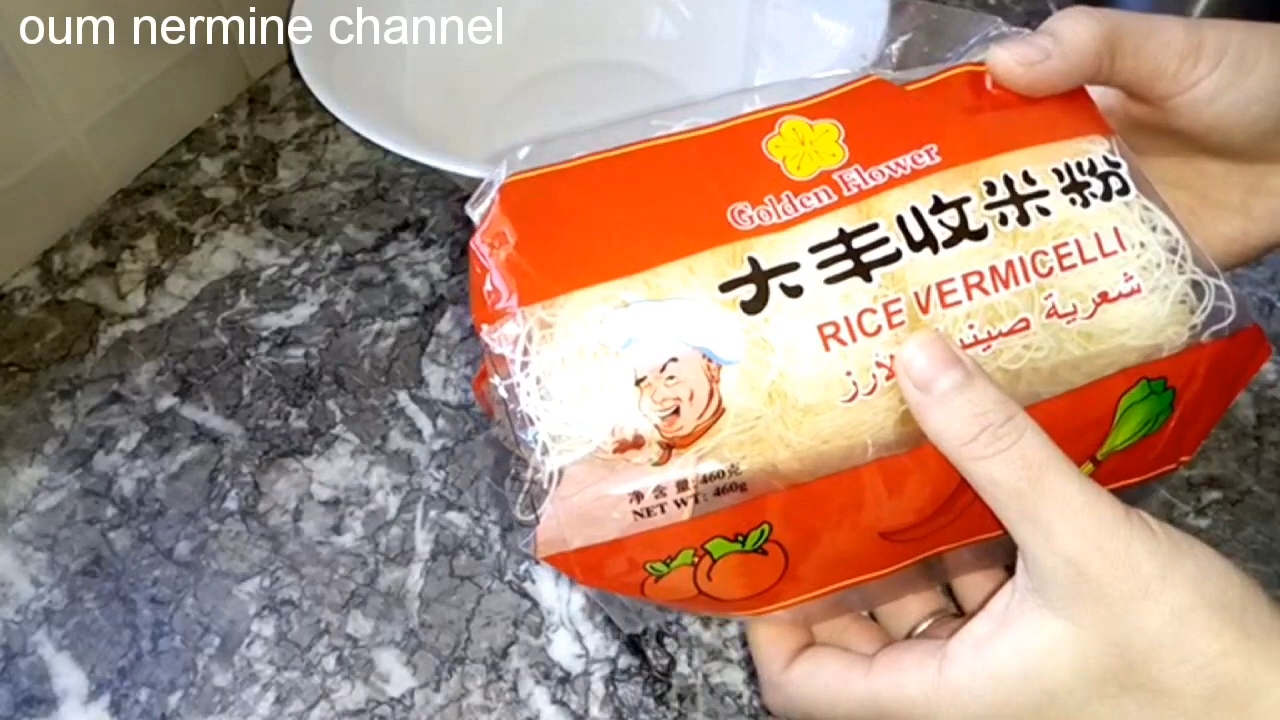 oum nermine channel
Golden Flower
大丰收米粉
RICE VERMICELLI
شعرية صينية
الأرز
净含量: 460克
NET WT: 460g